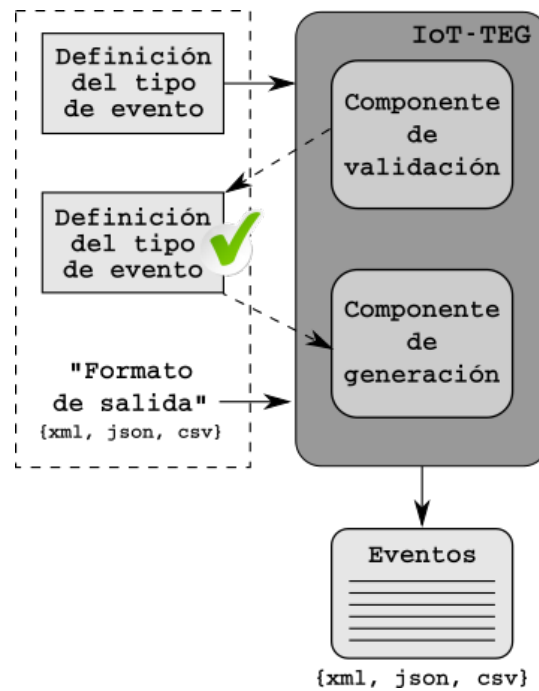 Definición
del tipo
de evento
IoT-TEG
Componente
de
validación
Definición
del tipo
de evento
Componente
de
generación
"Formato
de salida"
{xml, json, csv}
Eventos
{xml, json, csv}